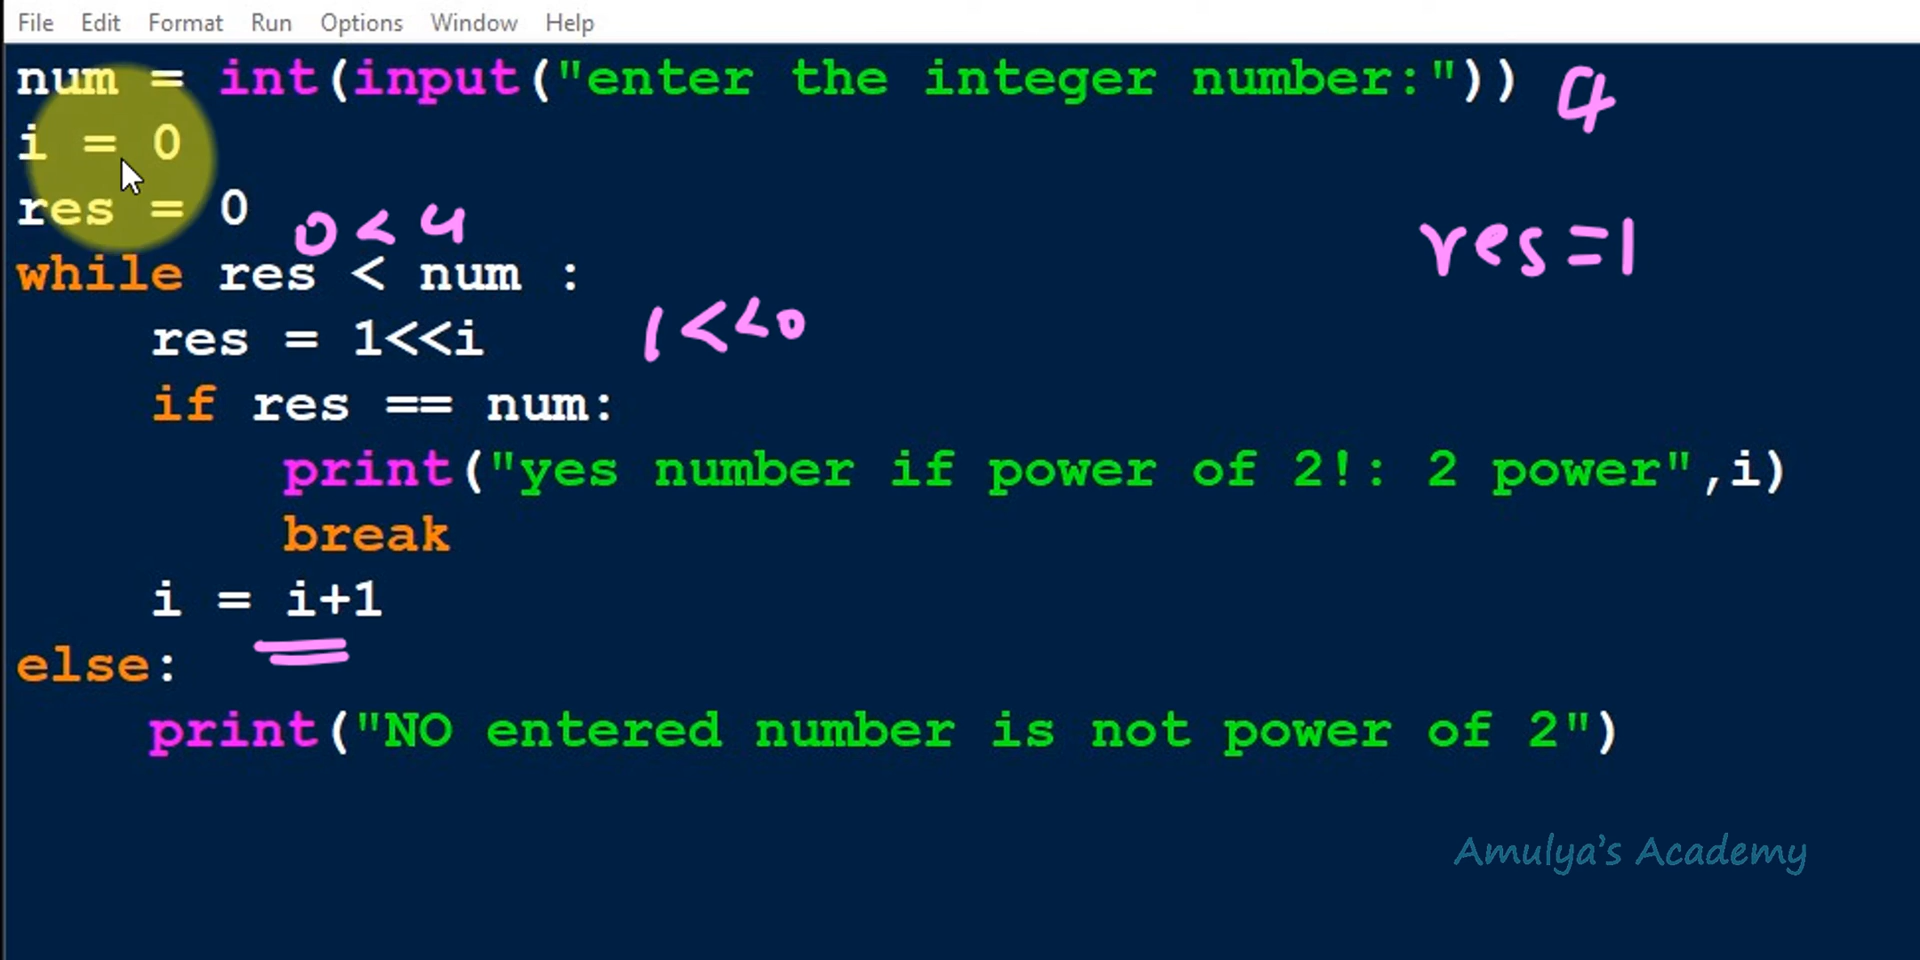 File Edit Format Run Options Window Help
num = int(input("enter the integer number:")) 4
i = 0
res = 0
0 < 4
res = 1
while res < num :
1<<0
    res = 1<<i
    if res == num:
        print("yes number if power of 2!: 2 power",i)
        break
    i = i+1
else:
    print("NO entered number is not power of 2")
Amulya's Academy